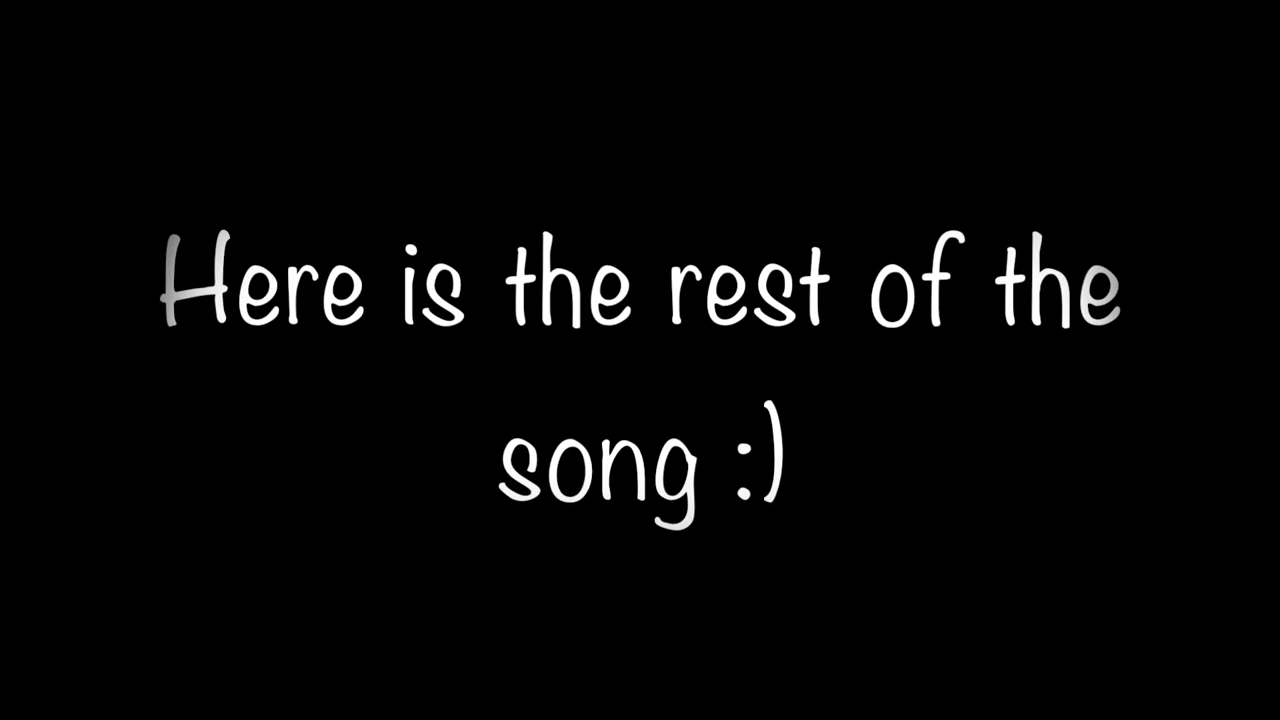 Here is the rest of the
song :)